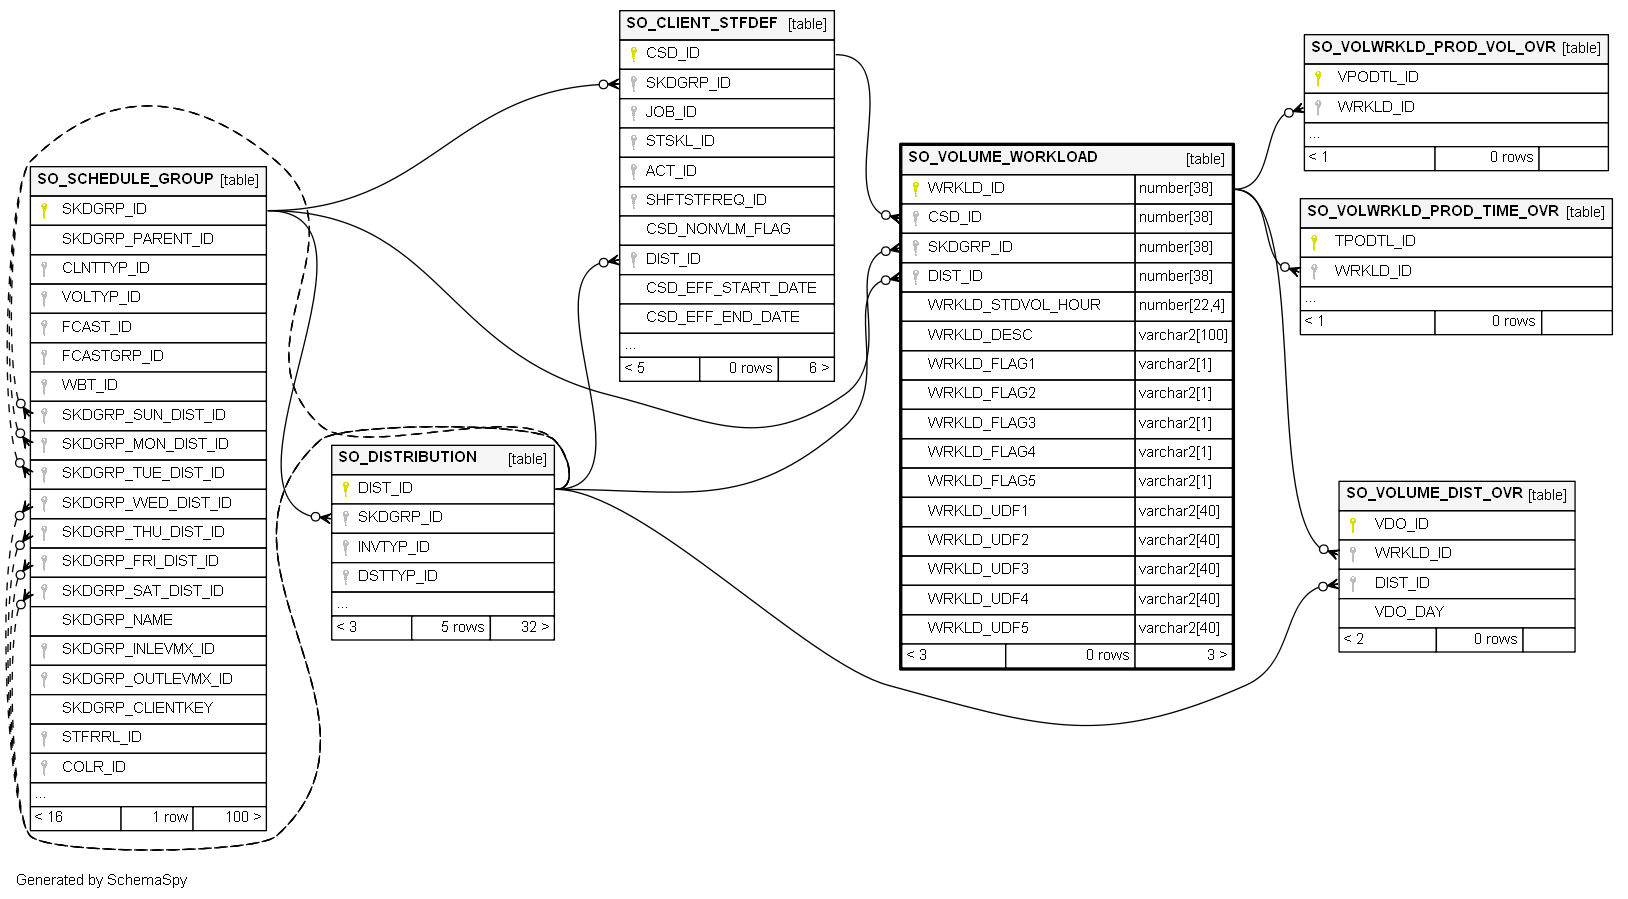 SO_SCHEDULE_GROUP [table]
SKDGRP_ID
SKDGRP_PARENT_ID
CLNTTYP_ID
VOLTYP_ID
FCAST_ID
FCASTGRP_ID
WBT_ID
SKDGRP_SUN_DIST_ID
SKDGRP_MON_DIST_ID
SKDGRP_TUE_DIST_ID
SKDGRP_WED_DIST_ID
SKDGRP_THU_DIST_ID
SKDGRP_FRI_DIST_ID
SKDGRP_SAT_DIST_ID
SKDGRP_NAME
SKDGRP_INLEVMX_ID
SKDGRP_OUTLEVMX_ID
SKDGRP_CLIENTKEY
STFRRL_ID
COLR_ID
...
< 16 1 row 100 >
SO_DISTRIBUTION [table]
DIST_ID
SKDGRP_ID
INVTYP_ID
DSTTYP_ID
...
< 3 5 rows 32 >
SO_CLIENT_STFDEF [table]
CSD_ID
SKDGRP_ID
JOB_ID
STSKL_ID
ACT_ID
SHFTSTFREQ_ID
CSD_NONVLM_FLAG
DIST_ID
CSD_EFF_START_DATE
CSD_EFF_END_DATE
...
< 5 0 rows 6 >
SO_VOLUME_WORKLOAD [table]
WRKLD_ID number[38]
CSD_ID number[38]
SKDGRP_ID number[38]
DIST_ID number[38]
WRKLD_STDVOL_HOUR number[22,4]
WRKLD_DESC varchar2[100]
WRKLD_FLAG1 varchar2[1]
WRKLD_FLAG2 varchar2[1]
WRKLD_FLAG3 varchar2[1]
WRKLD_FLAG4 varchar2[1]
WRKLD_FLAG5 varchar2[1]
WRKLD_UDF1 varchar2[40]
WRKLD_UDF2 varchar2[40]
WRKLD_UDF3 varchar2[40]
WRKLD_UDF4 varchar2[40]
WRKLD_UDF5 varchar2[40]
< 3 0 rows 3 >
SO_VOLWRKLD_PROD_VOL_OVR [table]
VPODTL_ID
WRKLD_ID
...
< 1 0 rows
SO_VOLWRKLD_PROD_TIME_OVR [table]
TPODTL_ID
WRKLD_ID
...
< 1 0 rows
SO_VOLUME_DIST_OVR [table]
VDO_ID
WRKLD_ID
DIST_ID
VDO_DAY
< 2 0 rows
Generated by SchemaSpy